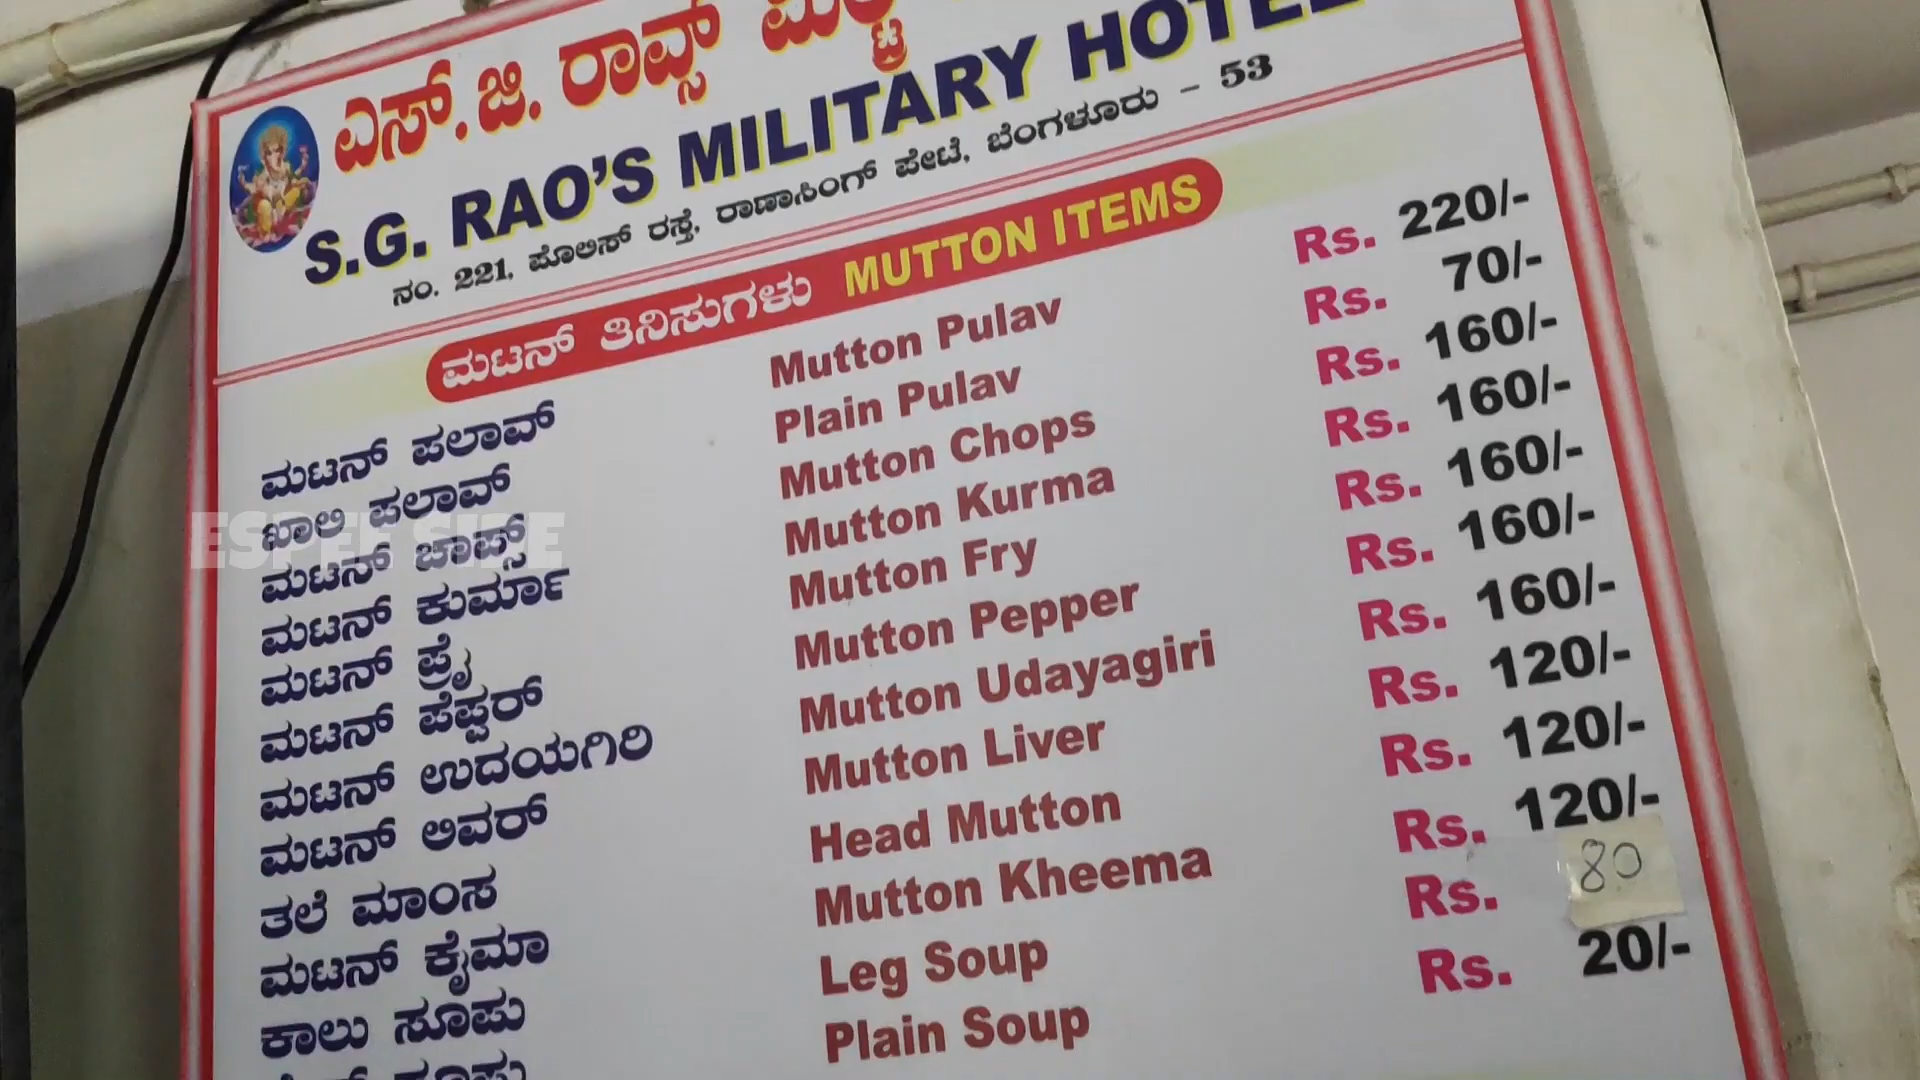 ಎಸ್. ಜಿ. ರಾವ್ಸ್
S.G. RAO'S MILITARY HOTEL
ನಂ. 221, ಪೊಲೀಸ್ ರಸ್ತೆ, ರಾಣಾಸಿಂಗ್ ಪೇಟೆ, ಬೆಂಗಳೂರು - 53
ಮಟನ್ ತಿನಿಸುಗಳು MUTTON ITEMS
ಮಟನ್ ಪಲಾವ್ Mutton Pulav Rs. 220/-
ಖಾಲಿ ಪಲಾವ್ Plain Pulav Rs. 70/-
ಮಟನ್ ಚಾಪ್ಸ್ Mutton Chops Rs. 160/-
ಮಟನ್ ಕುರ್ಮಾ Mutton Kurma Rs. 160/-
ಮಟನ್ ಫ್ರೈ Mutton Fry Rs. 160/-
ಮಟನ್ ಪೆಪ್ಪರ್ Mutton Pepper Rs. 160/-
ಮಟನ್ ಉದಯಗಿರಿ Mutton Udayagiri Rs. 160/-
ಮಟನ್ ಲಿವರ್ Mutton Liver Rs. 120/-
ತಲೆ ಮಾಂಸ Head Mutton Rs. 120/-
ಮಟನ್ ಕೈಮಾ Mutton Kheema Rs. 120/-
ಕಾಲು ಸೂಪು Leg Soup Rs. 80
Plain Soup Rs. 20/-